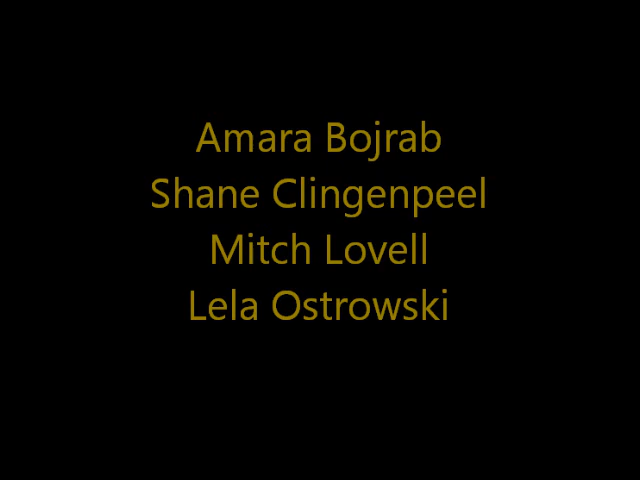 Amara Bojrab
Shane Clingenpeel
Mitch Lovell
Lela Ostrowski